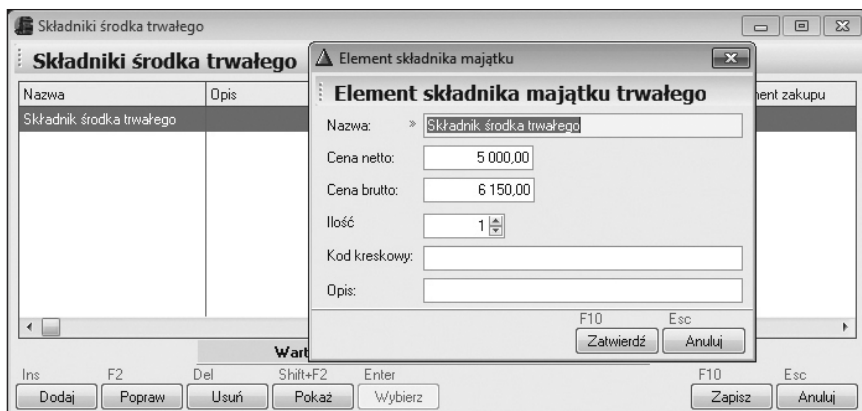 Składniki środka trwałego
Składniki środka trwałego
Nazwa Opis
Składnik środka trwałego
Element składnika majątku
Element składnika majątku trwałego
Nazwa: » Składnik środka trwałego
Cena netto: 5 000,00
Cena brutto: 6 150,00
Ilość 1
Kod kreskowy:
Opis:
F10 Esc
Zatwierdź Anuluj
zakupu
Ins F2 Del Shift+F2 Enter F10 Esc
Dodaj Popraw Usuń Pokaż Wybierz Zapisz Anuluj